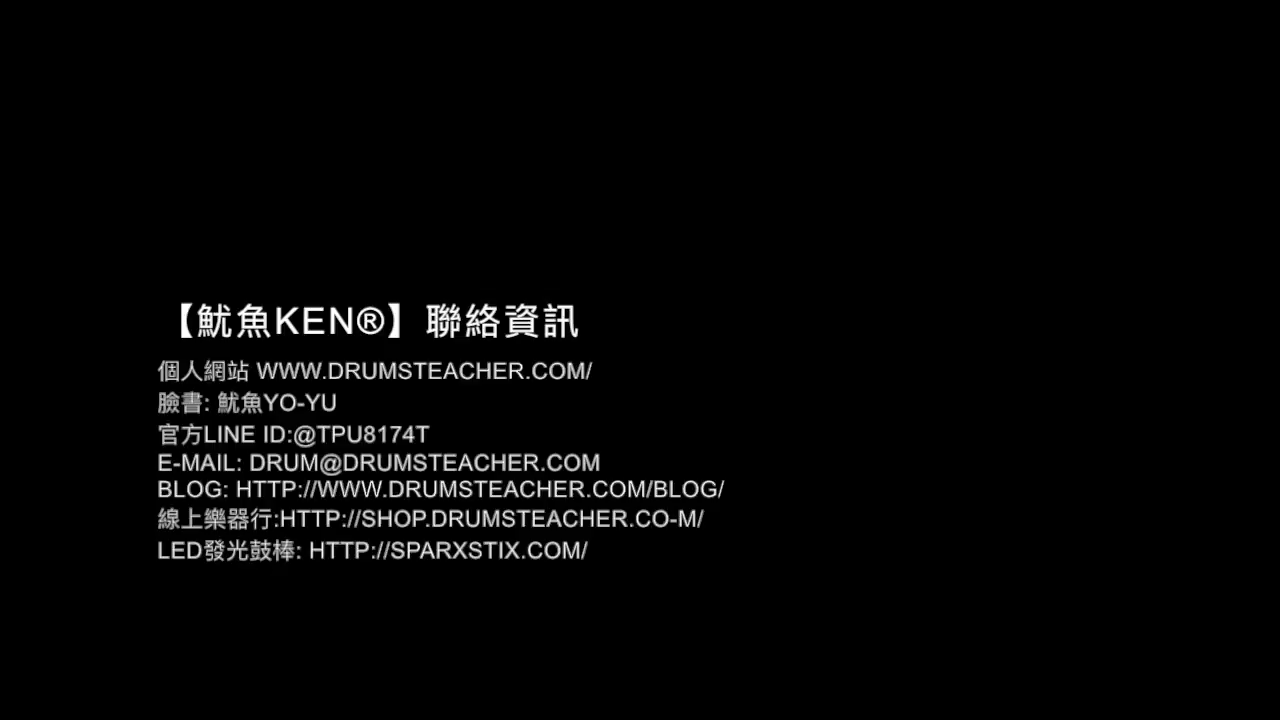 【魷魚KEN®】聯絡資訊
個人網站 WWW.DRUMSTEACHER.COM/
臉書: 魷魚YO-YU
官方LINE ID:@TPU8174T
E-MAIL: DRUM@DRUMSTEACHER.COM
BLOG: HTTP://WWW.DRUMSTEACHER.COM/BLOG/
線上樂器行:HTTP://SHOP.DRUMSTEACHER.CO-M/
LED發光鼓棒: HTTP://SPARXSTIX.COM/